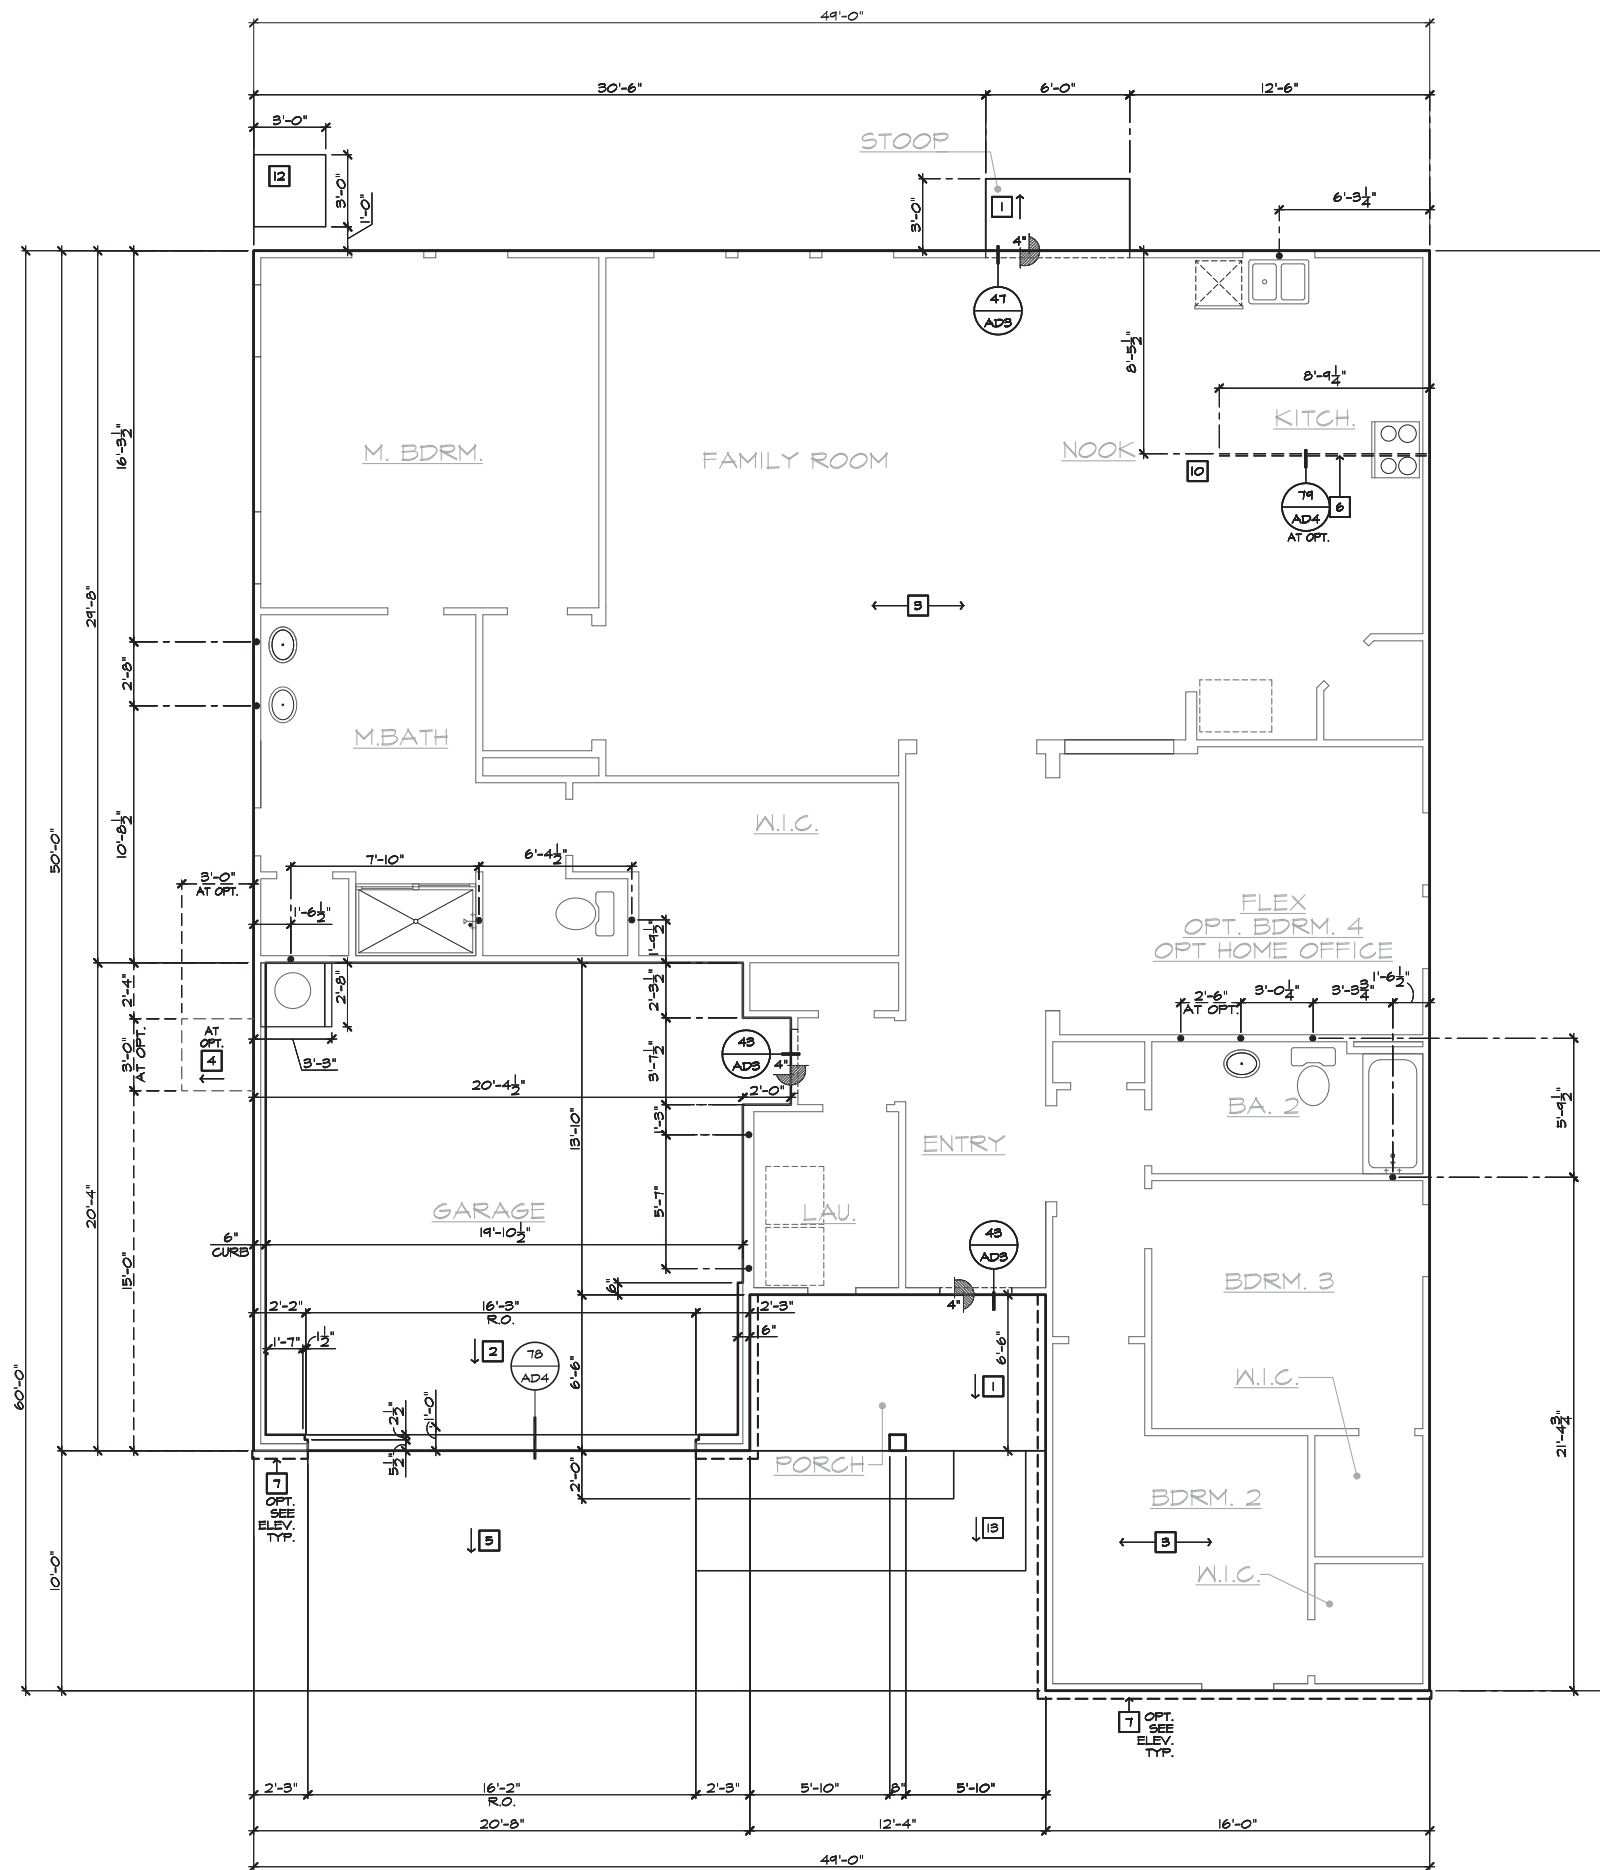 49'-0"
30'-6" 6'-0" 12'-6"
3'-0"
STOOP
12
3'-0"
1'-0"
3'-0"
1
6'-3 1/4"
4"
47
AD3
8'-5 1/2"
8'-9 1/4"
KITCH.
16'-3 1/2"
M. BDRM.
FAMILY ROOM
NOOK
10
79
AD4
6
AT OPT.
29'-8"
3
2'-8"
M.BATH
W.I.C.
10'-8 1/2"
50'-0"
7'-10" 6'-4 1/2"
3'-0"
AT OPT.
1'-6 1/2"
1'-9 1/2"
FLEX
OPT. BDRM. 4
OPT HOME OFFICE
2'-4"
2'-8"
2'-3 1/2"
2'-6"
AT OPT.
3'-0 1/4"
3'-3 3/4"
1'-6 1/2"
3'-0"
AT OPT.
AT
OPT.
4
3'-3"
3'-7 1/2"
43
AD3
4"
20'-4 1/2"
2'-0"
BA. 2
5'-9 1/2"
13'-10"
1'-3"
ENTRY
20'-4"
GARAGE
5'-7"
LAU.
6"
CURB
19'-10 1/2"
43
AD3
15'-0"
6"
4"
BDRM. 3
2'-2"
16'-3"
R.O.
2'-3"
1'-7"
1 1/2"
6"
2
78
AD4
6'-6"
6'-6"
1
W.I.C.
60'-0"
2 1/2"
1'-0"
5 1/2"
21'-4 3/4"
PORCH
7
OPT.
SEE
ELEV.
TYP.
2'-0"
BDRM. 2
5
13
3
10'-0"
W.I.C.
7
OPT.
SEE
ELEV.
TYP.
2'-3" 16'-2" 2'-3" 5'-10" 8" 5'-10"
R.O.
20'-8" 12'-4" 16'-0"
49'-0"